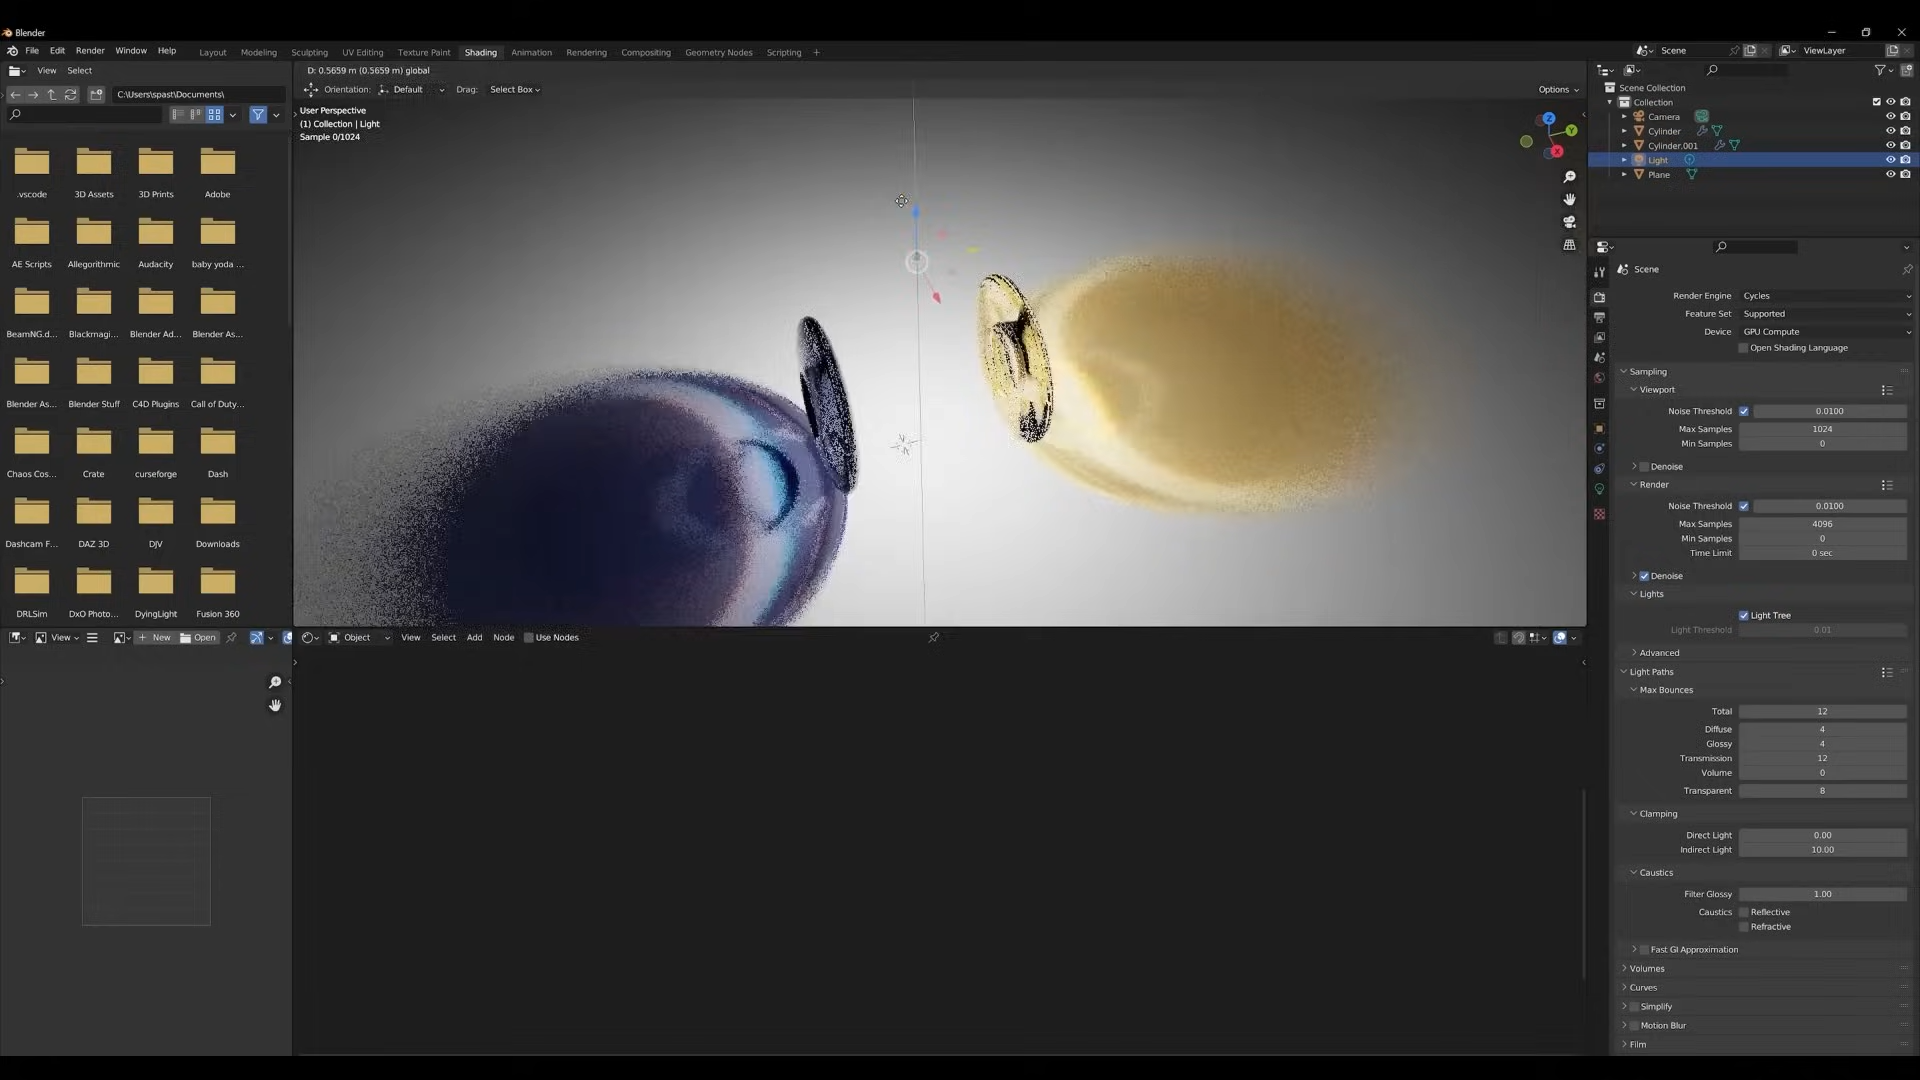 Blender
File Edit Render Window Help
Layout Modeling Sculpting UV Editing Texture Paint Shading Animation Rendering Compositing Geometry Nodes Scripting +
Scene
ViewLayer
View Select
C:\Users\spast\Documents\
.vscode 3D Assets 3D Prints Adobe
AE Scripts Allegorithmic Audacity baby yoda ...
BeamNG.d... Blackmagi... Blender Ad... Blender As...
Blender As... Blender Stuff C4D Plugins Call of Duty...
Chaos Cos... Crate curseforge Dash
Dashcam F... DAZ 3D DJV Downloads
DRLSim DxO Photo... DyingLight Fusion 360
View New Open
D: 0.5659 m (0.5659 m) global
Orientation: Default Drag: Select Box
Options
User Perspective
(1) Collection | Light
Sample 0/1024
Z
Y
X
Object View Select Add Node Use Nodes
Scene Collection
Collection
Camera
Cylinder
Cylinder.001
Light
Plane
Scene
Render Engine Cycles
Feature Set Supported
Device GPU Compute
Open Shading Language
Sampling
Viewport
Noise Threshold 0.0100
Max Samples 1024
Min Samples 0
Denoise
Render
Noise Threshold 0.0100
Max Samples 4096
Min Samples 0
Time Limit 0 sec
Denoise
Lights
Light Tree
Light Threshold 0.01
Advanced
Light Paths
Max Bounces
Total 12
Diffuse 4
Glossy 4
Transmission 12
Volume 0
Transparent 8
Clamping
Direct Light 0.00
Indirect Light 10.00
Caustics
Filter Glossy 1.00
Caustics Reflective
Refractive
Fast GI Approximation
Volumes
Curves
Simplify
Motion Blur
Film